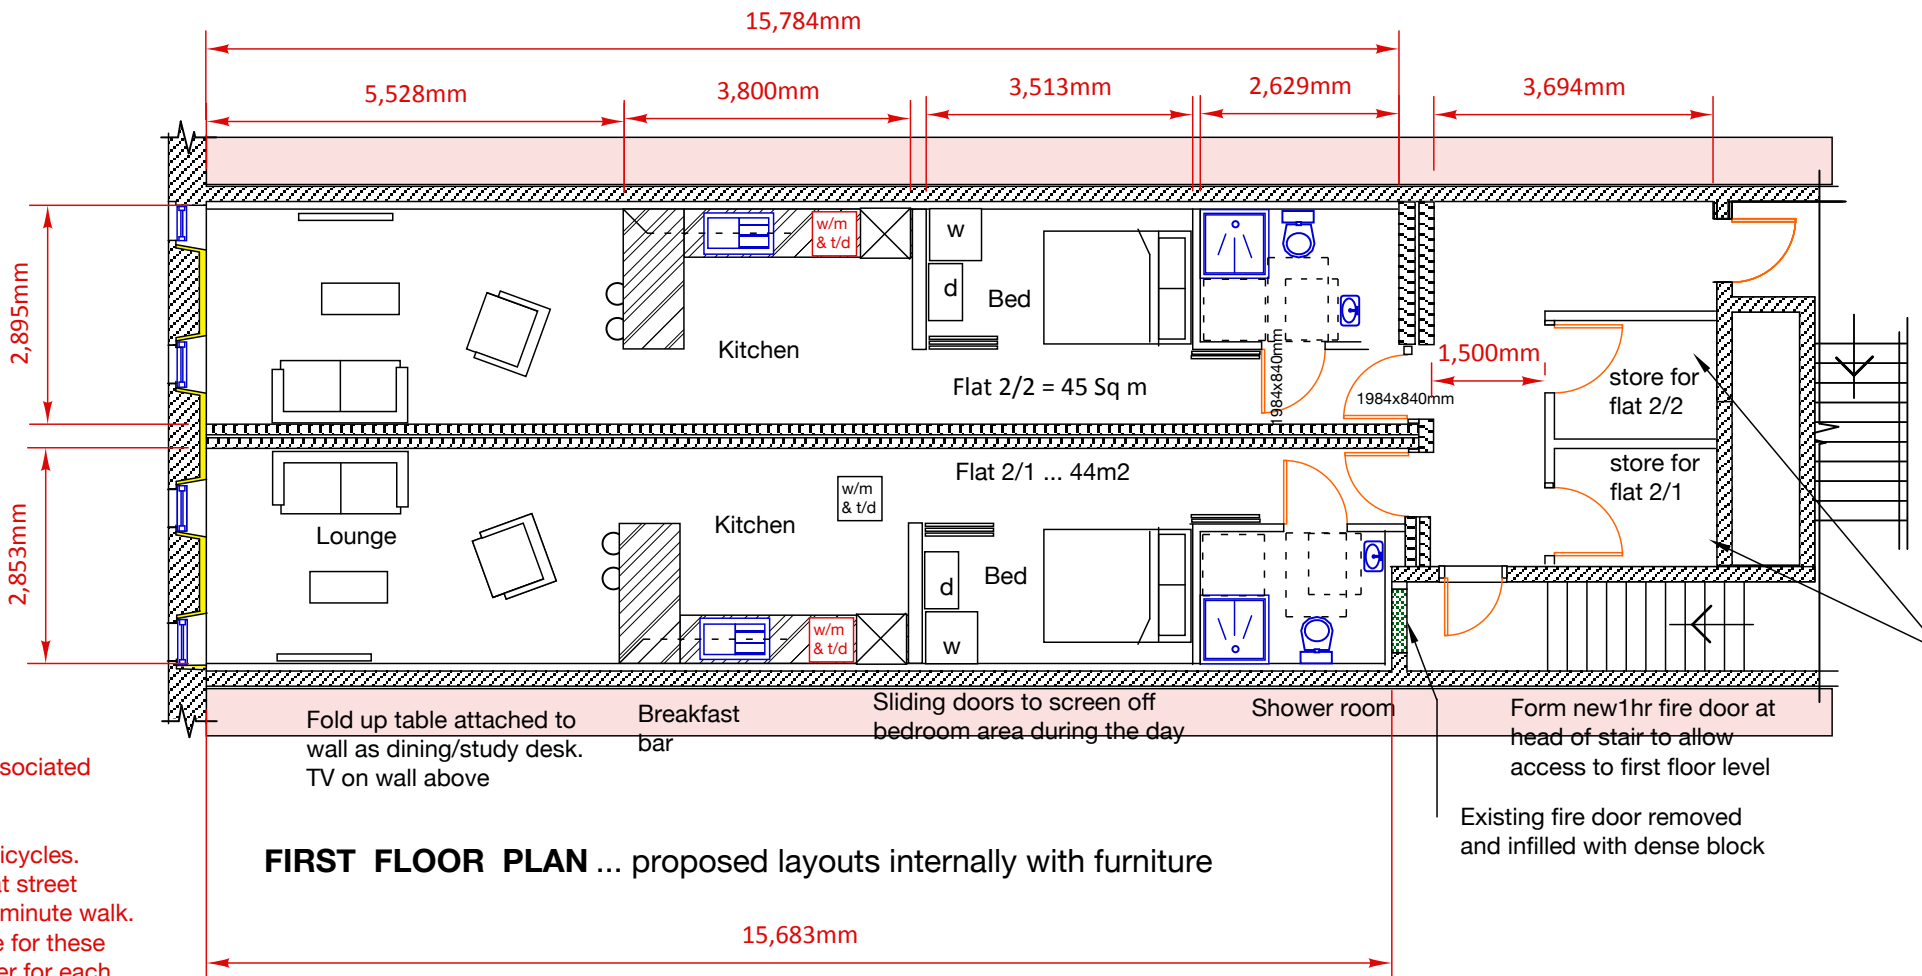 15,784mm
5,528mm
3,800mm
3,513mm
2,629mm
3,694mm
2,895mm
w/m
& t/d
w
d
Bed
Kitchen
1984x840mm
1984x840mm
1,500mm
Flat 2/2 = 45 Sq m
store for
flat 2/2
2,853mm
Flat 2/1 ... 44m2
store for
flat 2/1
w/m
& t/d
Lounge
Kitchen
d
Bed
w/m
& t/d
w
Fold up table attached to
wall as dining/study desk.
TV on wall above
Breakfast
bar
Sliding doors to screen off
bedroom area during the day
Shower room
Form new1hr fire door at
head of stair to allow
access to first floor level
Existing fire door removed
and infilled with dense block
sociated
icycles.
at street
minute walk.
e for these
er for each
FIRST FLOOR PLAN ... proposed layouts internally with furniture
15,683mm